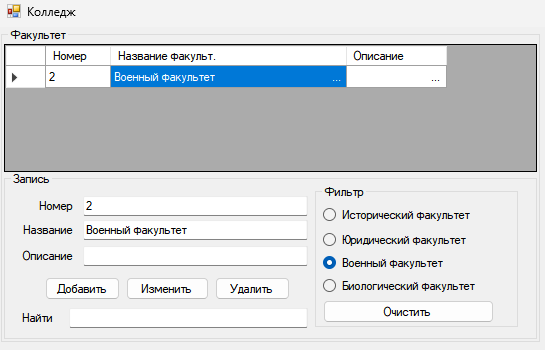 Колледж
Факультет
Номер Название факульт. Описание
2 Военный факультет ... ...
Запись
Номер 2
Название Военный факультет
Описание
Добавить Изменить Удалить
Найти
Фильтр
Исторический факультет
Юридический факультет
Военный факультет
Биологический факультет
Очистить